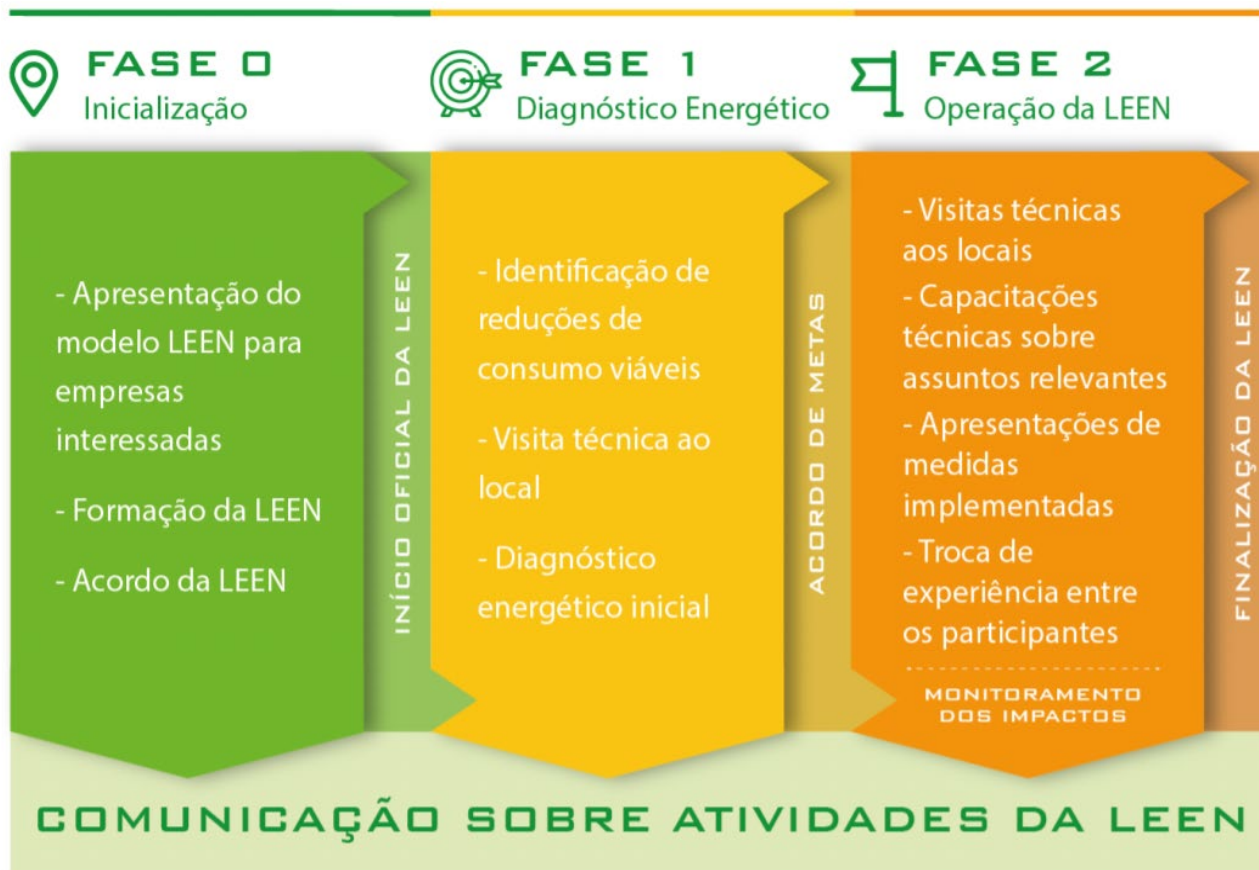 FASE 0
Inicialização
FASE 1
Diagnóstico Energético
FASE 2
Operação da LEEN
- Apresentação do
modelo LEEN para
empresas
interessadas
- Formação da LEEN
- Acordo da LEEN
INÍCIO OFICIAL DA LEEN
- Identificação de
reduções de
consumo viáveis
- Visita técnica ao
local
- Diagnóstico
energético inicial
ACORDO DE METAS
- Visitas técnicas
aos locais
- Capacitações
técnicas sobre
assuntos relevantes
- Apresentações de
medidas
implementadas
- Troca de
experiência entre
os participantes
MONITORAMENTO
DOS IMPACTOS
FINALIZAÇÃO DA LEEN
COMUNICAÇÃO SOBRE ATIVIDADES DA LEEN